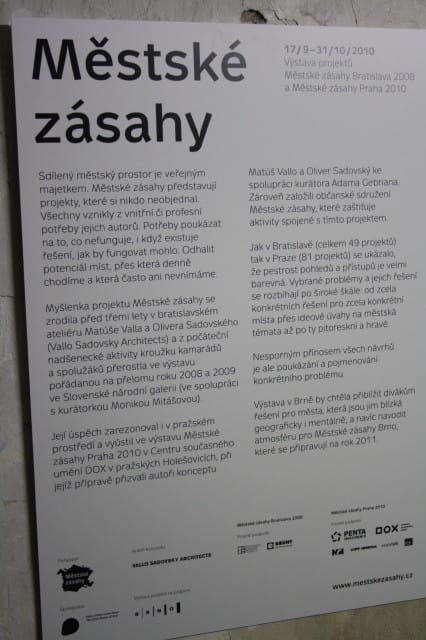 Městské
zásahy
17/9–31/10/2010
Výstava projektů
Městské zásahy Bratislava 2008
a Městské zásahy Praha 2010
Sdílený městský prostor je veřejným
majetkem. Městské zásahy představují
projekty, které si nikdo neobjednal.
Všechny vznikly z vnitřní či profesní
potřeby jejich autorů. Potřeby poukázat
na to, co nefunguje, i když existuje
řešení, jak by fungovat mohlo. Odhalit
potenciál míst, přes která denně
chodíme a která často ani nevnímáme.
Myšlenka projektu Městské zásahy se
zrodila před třemi lety v bratislavském
ateliéru Matúše Valla a Olivera Sadovského
(Vallo Sadovsky Architects) a z počáteční
nadšenecké aktivity kroužku kamarádů
a spolužáků přerostla ve výstavu
pořádanou na přelomu roku 2008 a 2009
ve Slovenské národní galerii (ve spolupráci
s kurátorkou Monikou Mitášovou).
Její úspěch zarezonoval i v pražském
prostředí a vyústil ve výstavu Městské
zásahy Praha 2010 v Centru současného
umění DOX v pražských Holešovicích, při
jejíž přípravě přizvali autoři konceptu
Matúš Vallo a Oliver Sadovský ke
spolupráci kurátora Adama Gebriana.
Zároveň založili občanské sdružení
Městské zásahy, které zaštiťuje
aktivity spojené s tímto projektem.
Jak v Bratislavě (celkem 49 projektů)
tak v Praze (81 projektů) se ukázalo,
že pestrost pohledů a přístupů je velmi
barevná. Vybrané problémy a jejich řešení
se rozbíhají po široké škále: od zcela
konkrétních řešení pro zcela konkrétní
místa přes ideové úvahy na městská
témata až po ty pitoreskní a hravé.
Nesporným přínosem všech návrhů
je ale poukázání a pojmenování
konkrétního problému.
Výstava v Brně by chtěla přiblížit divákům
řešení pro města, která jsou jim blízká
geograficky i mentálně, a navíc navodit
atmosféru pro Městské zásahy Brno,
které se připravují na rok 2011.
Městské zásahy
VALLO SADOVSKY ARCHITECTS
B R N O
Městské zásahy Bratislava 2008
Městské zásahy Praha 2010
PENTA
DOX
www.mestskezasahy.cz